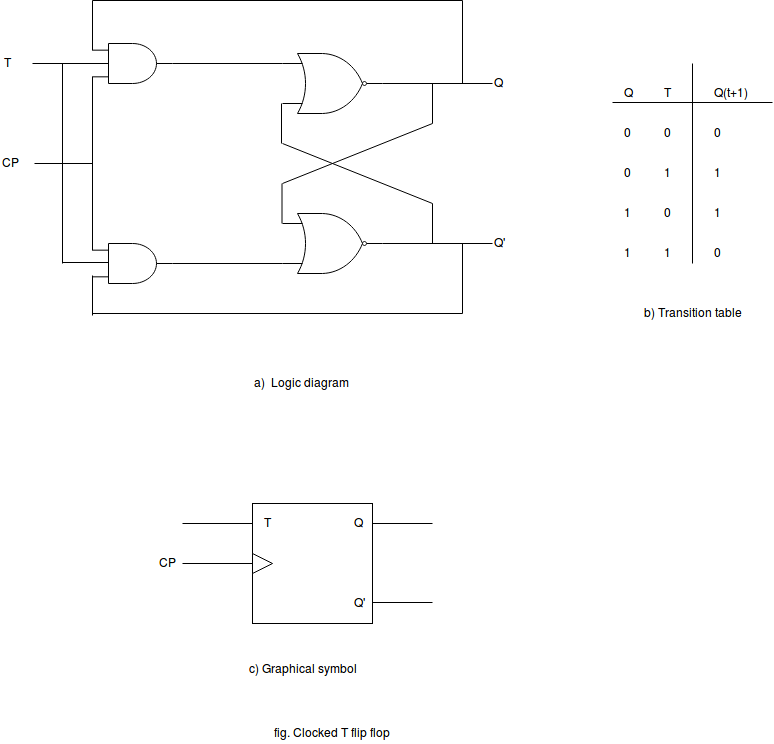 T
CP
Q
Q'
Q T Q(t+1)
0 0 0
0 1 1
1 0 1
1 1 0
b) Transition table
a) Logic diagram
T Q
CP
Q'
c) Graphical symbol
fig. Clocked T flip flop